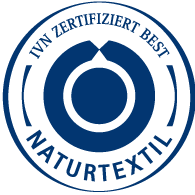 IVN ZERTIFIZIERT BEST
NATURTEXTIL